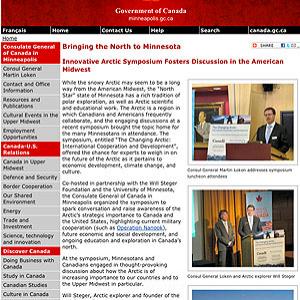 Government of Canada
minneapolis.gc.ca
Français
Home
Contact Us
Help
Search
canada.gc.ca
Home
Consulate General
of Canada in
Minneapolis
Consul General
Martin Loken
Contact and Office
Information
Resources and
Publications
Cultural Events in the
Upper Midwest
Employment
Opportunities
Canada-U.S.
Relations
Canada in Upper
Midwest
Defense and Security
Border Cooperation
Our Shared
Environment
Energy
Trade and
Investment
Science, technology
and innovation
Discover Canada
Doing Business with
Canada
Study in Canada
Canadian Studies
Culture in Canada
Bringing the North to Minnesota
SHARE
Innovative Arctic Symposium Fosters Discussion in the American
Midwest
While the snowy Arctic may seem to be a long
way from the American Midwest, the "North
Star" state of Minnesota has a rich tradition
of polar exploration, as well as Arctic scientific
and educational work. The Arctic is a region in
which Canadians and Americans frequently
collaborate, and the engaging discussions at a
recent symposium brought the topic home for
the many Minnesotans in attendance. The
symposium, entitled "The Changing Arctic:
International Cooperation and Development",
offered the chance for experts to weigh in on
the future of the Arctic as it pertains to
economic development, climate change, and
culture.
Co-hosted in partnership with the Will Steger
Foundation and the University of Minnesota,
the Consulate General of Canada in
Minneapolis organized the symposium to
spark conversation and raise awareness of the
Arctic's strategic importance to Canada and
the United States, highlighting current military
cooperation (such as Operation Nanook),
future economic and social development, and
ongoing education and exploration in Canada's
north.
At the symposium, Minnesotans and
Canadians engaged in thought-provoking
discussion about how the Arctic is of
increasing importance to our countries and to
the Upper Midwest in particular.
Will Steger, Arctic explorer and founder of the
Consul General Martin Loken addresses symposium
luncheon attendees
Consul General Loken and Arctic explorer Will Steger